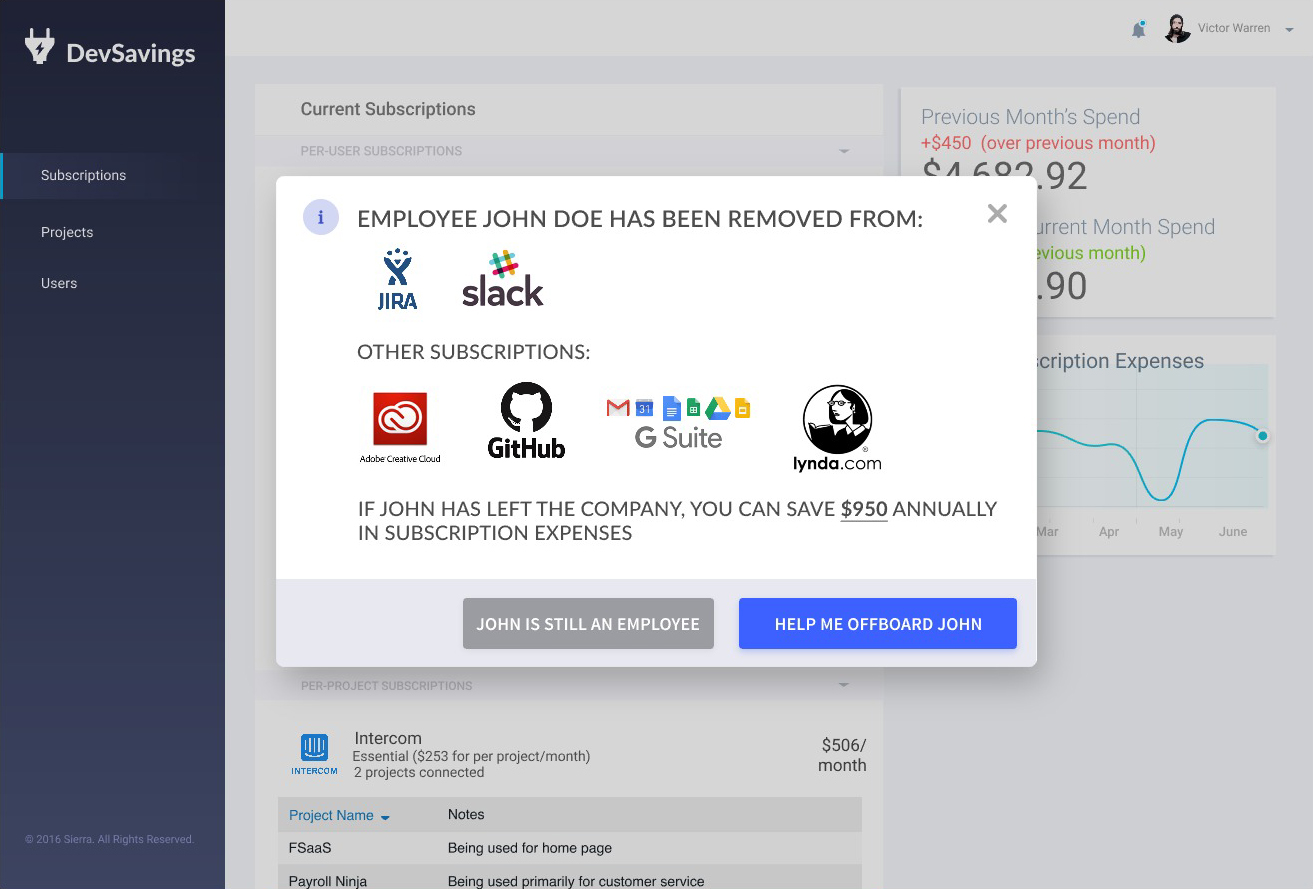 DevSavings
Victor Warren
Subscriptions
Projects
Users
© 2016 Sierra. All Rights Reserved.
Current Subscriptions
PER-USER SUBSCRIPTIONS
Previous Month's Spend
+$450 (over previous month)
$4,682.92
urrent Month Spend
evious month)
.90
cription Expenses
Mar
Apr
May
June
i
EMPLOYEE JOHN DOE HAS BEEN REMOVED FROM:
JIRA
slack
OTHER SUBSCRIPTIONS:
Adobe Creative Cloud
GitHub
31
G Suite
lynda.com
®
IF JOHN HAS LEFT THE COMPANY, YOU CAN SAVE $950 ANNUALLY
IN SUBSCRIPTION EXPENSES
JOHN IS STILL AN EMPLOYEE
HELP ME OFFBOARD JOHN
PER-PROJECT SUBSCRIPTIONS
INTERCOM
Intercom
Essential ($253 for per project/month)
2 projects connected
$506/
month
Project Name
Notes
FSaaS
Being used for home page
Payroll Ninja
Being used primarily for customer service